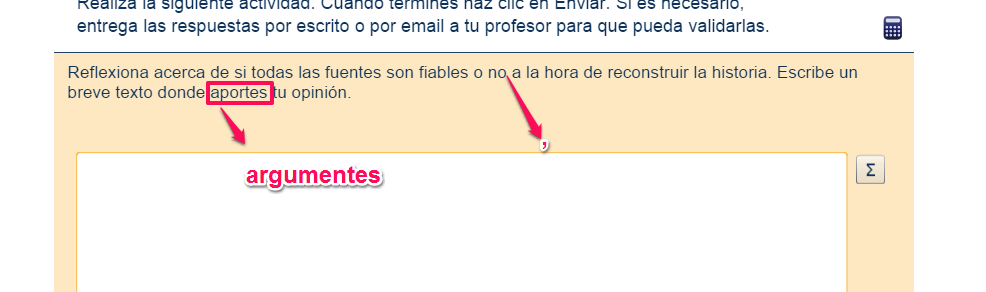 Realiza la siguiente actividad. Cuando termines haz clic en Enviar. Si es necesario,
entrega las respuestas por escrito o por email a tu profesor para que pueda validarlas.
Reflexiona acerca de si todas las fuentes son fiables o no a la hora de reconstruir la historia. Escribe un
breve texto donde aportes tu opinión.
,
argumentes
Σ